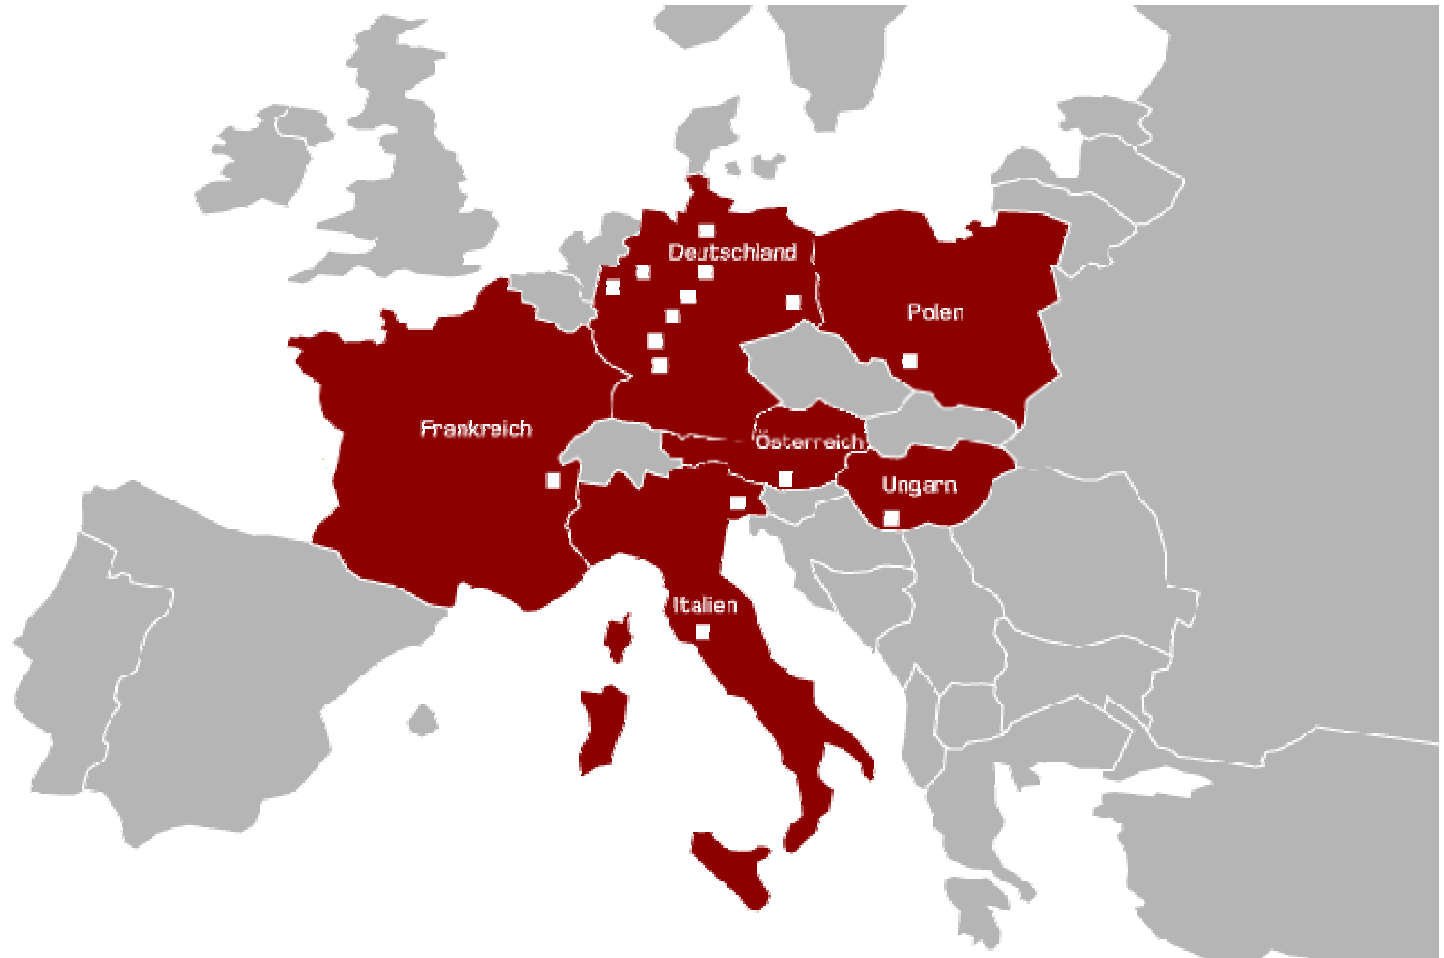 Deutschland
Polen
Frankreich
Österreich
Ungarn
Italien